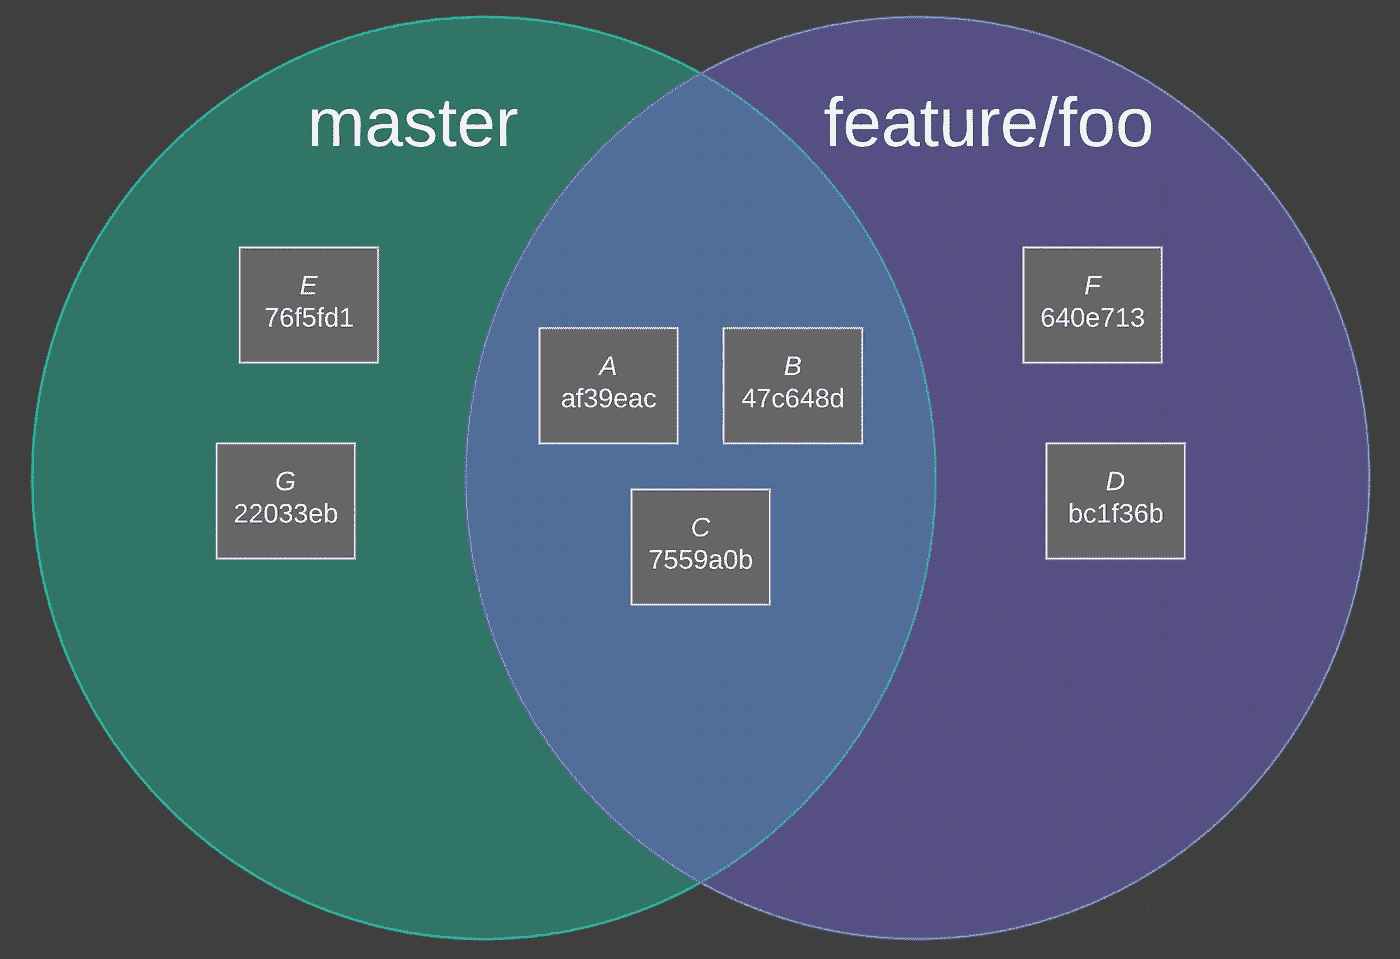 master
feature/foo
E
76f5fd1
F
640e713
A
af39eac
B
47c648d
G
22033eb
D
bc1f36b
C
7559a0b